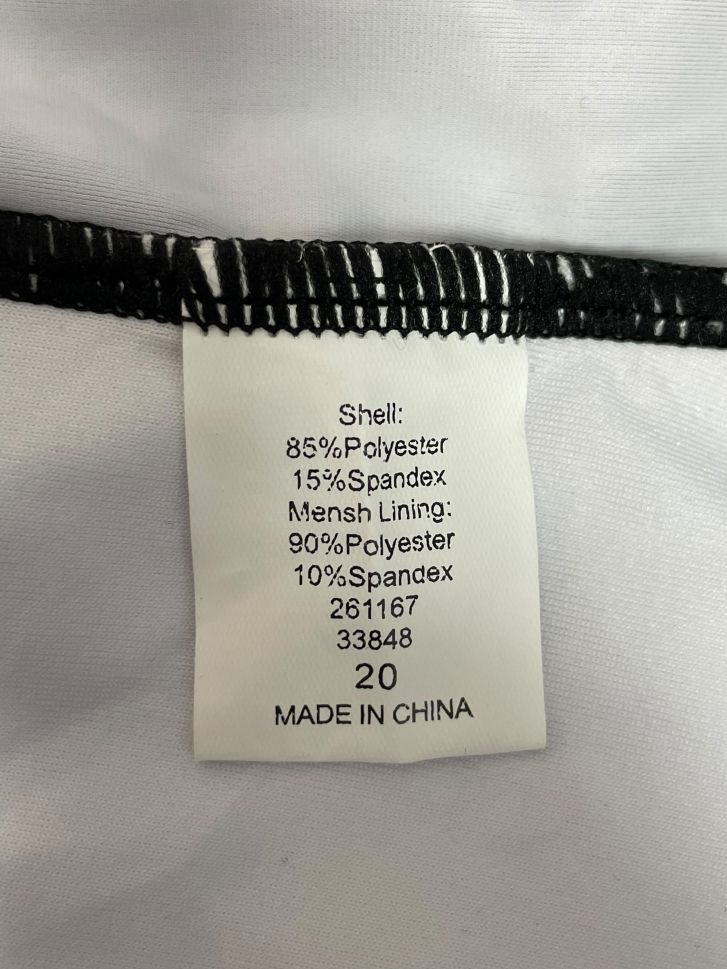 Shell:
85%Polyester
15%Spandex
Mensh Lining:
90%Polyester
10%Spandex
261167
33848
20
MADE IN CHINA